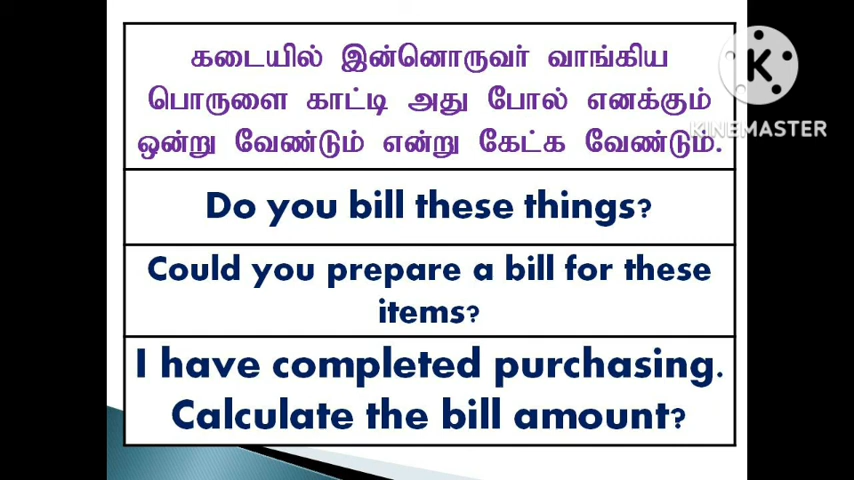 கடையில் இன்னொருவர் வாங்கிய
பொருளை காட்டி அது போல் எனக்கும்
ஒன்று வேண்டும் என்று கேட்க வேண்டும்.
Do you bill these things?
Could you prepare a bill for these
items?
I have completed purchasing.
Calculate the bill amount?
K
KINEMASTER